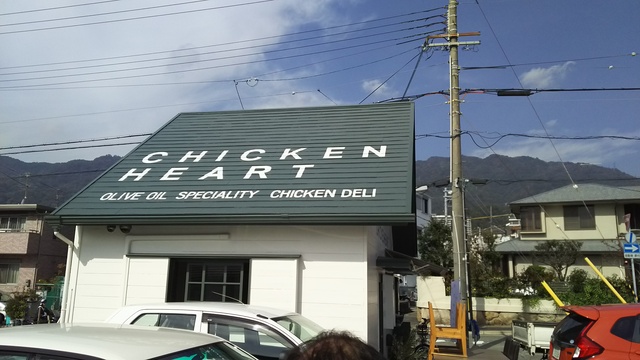 CHICKEN
HEART
OLIVE OIL SPECIALITY CHICKEN DELI